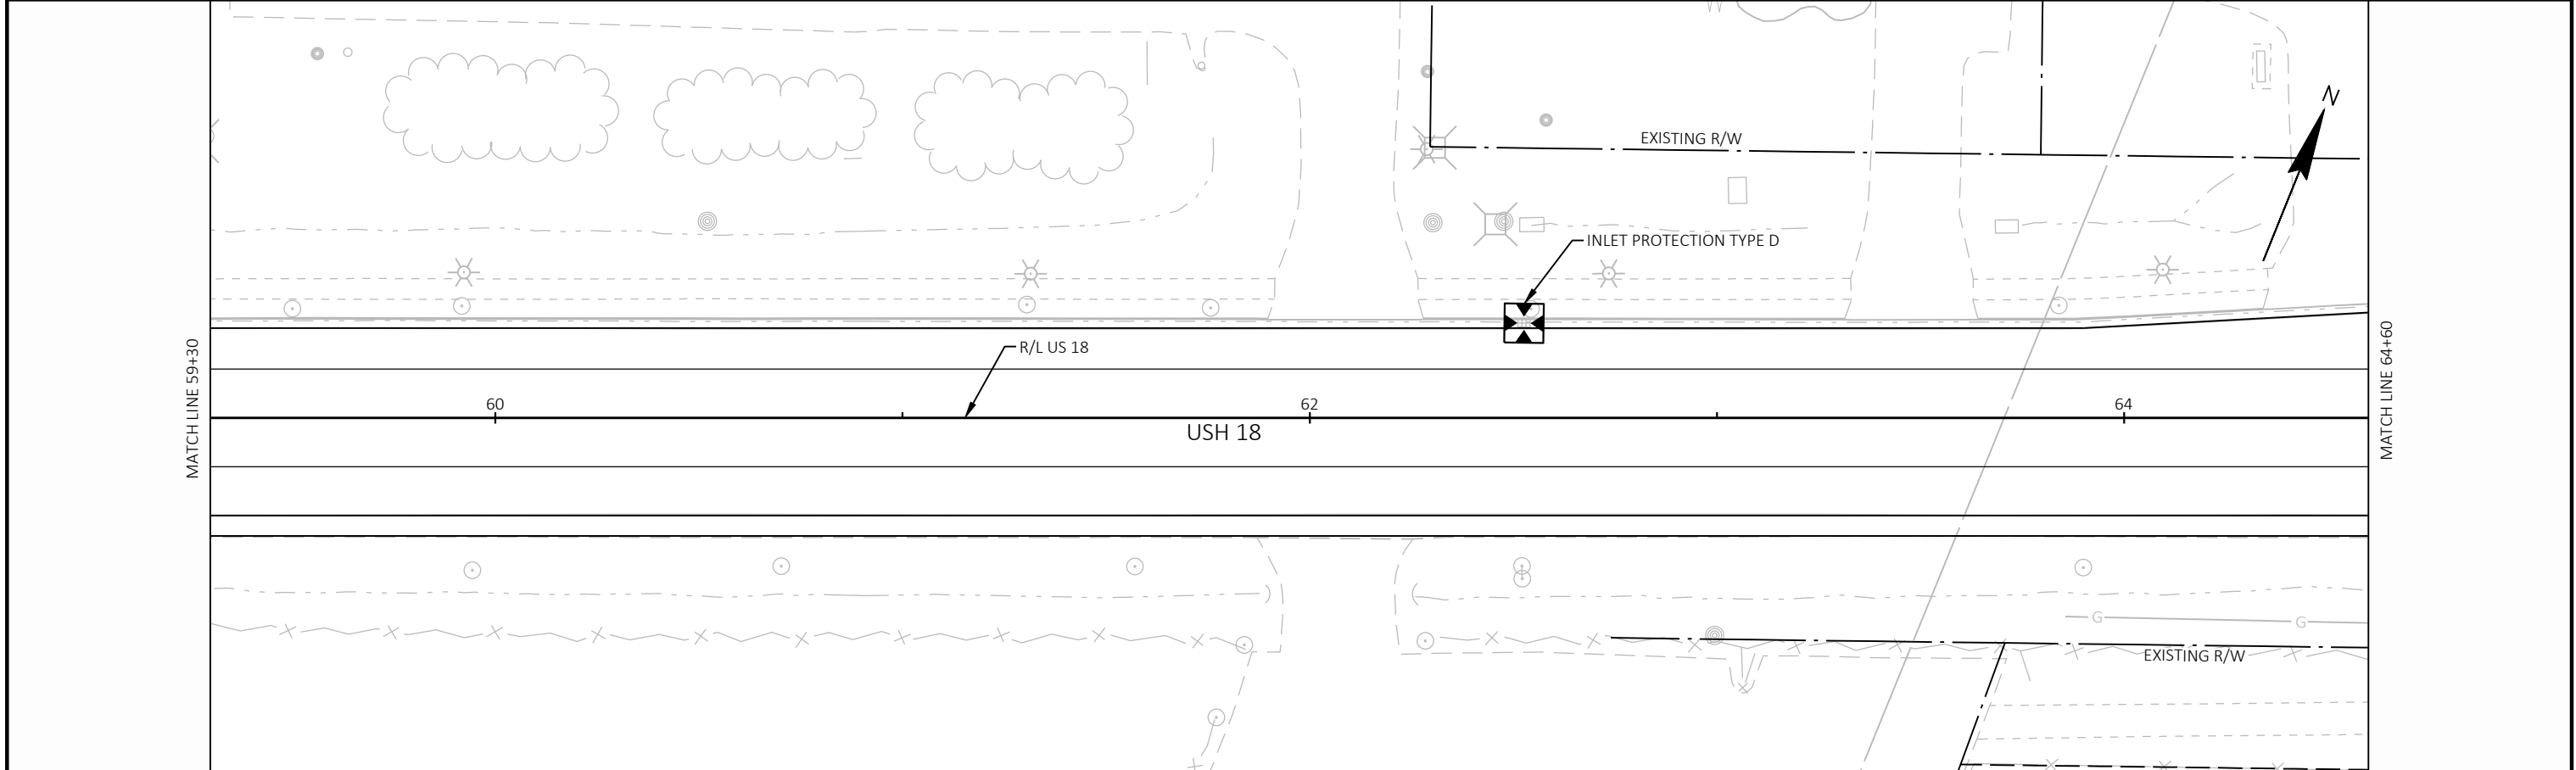 N
EXISTING R/W
INLET PROTECTION TYPE D
R/L US 18
MATCH LINE 59+30
MATCH LINE 64+60
60
62
64
USH 18
G
G
EXISTING R/W